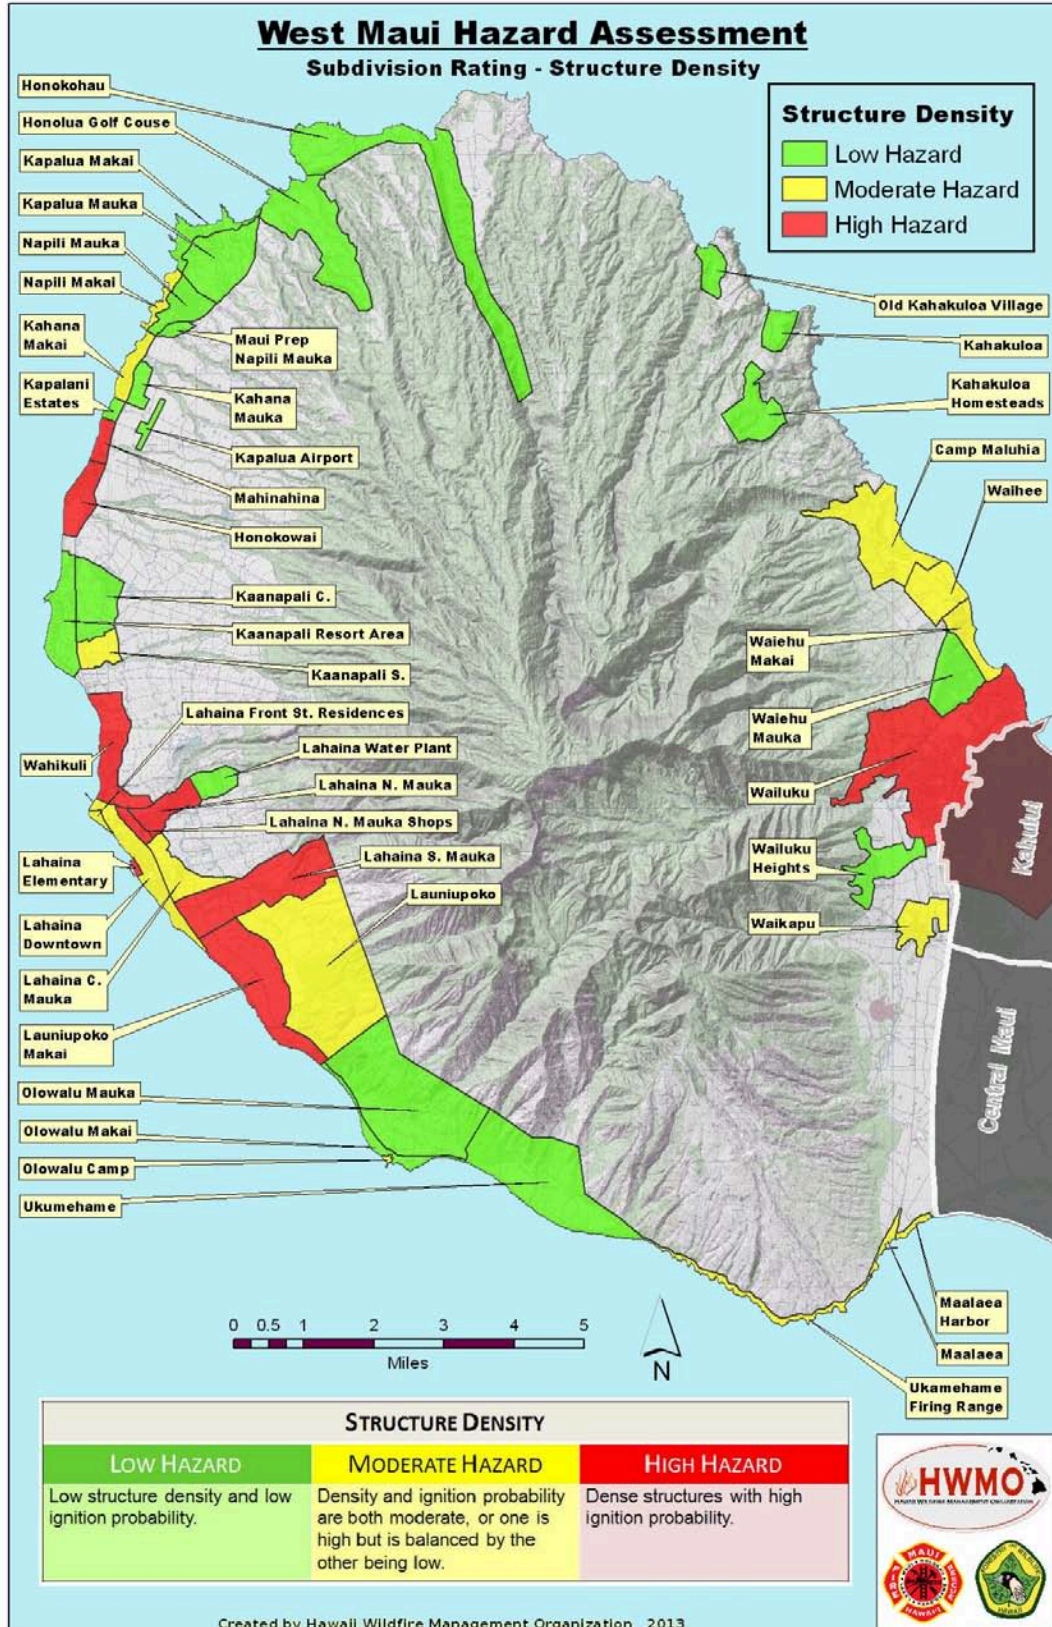 West Maui Hazard Assessment
Subdivision Rating - Structure Density
Structure Density
Low Hazard
Moderate Hazard
High Hazard
Honokohau
Honolua Golf Couse
Kapalua Makai
Kapalua Mauka
Napili Mauka
Napili Makai
Kahana
Makai
Kapalani
Estates
Maui Prep
Napili Mauka
Kahana
Mauka
Kapalua Airport
Mahinahina
Honokowai
Kaanapali C.
Kaanapali Resort Area
Kaanapali S.
Lahaina Front St. Residences
Wahikuli
Lahaina Water Plant
Lahaina N. Mauka
Lahaina N. Mauka Shops
Lahaina S. Mauka
Launiupoko
Lahaina
Elementary
Lahaina
Downtown
Lahaina C.
Mauka
Launiupoko
Makai
Olowalu Mauka
Olowalu Makai
Olowalu Camp
Ukumehame
Old Kahakuloa Village
Kahakuloa
Kahakuloa
Homesteads
Camp Maluhia
Waihee
Waiehu
Makai
Waiehu
Mauka
Wailuku
Wailuku
Heights
Waikapu
Kahului
Central Maui
Maalaea
Harbor
Maalaea
Ukamehame
Firing Range
0 0.5 1 2 3 4 5
Miles
N
STRUCTURE DENSITY
LOW HAZARD
Low structure density and low
ignition probability.
MODERATE HAZARD
Density and ignition probability
are both moderate, or one is
high but is balanced by the
other being low.
HIGH HAZARD
Dense structures with high
ignition probability.
HWMO
HAWAII WILDFIRE MANAGEMENT ORGANIZATION
MAUI
FIRE
HAWAII
Created by Hawaii Wildfire Management Organization, 2013